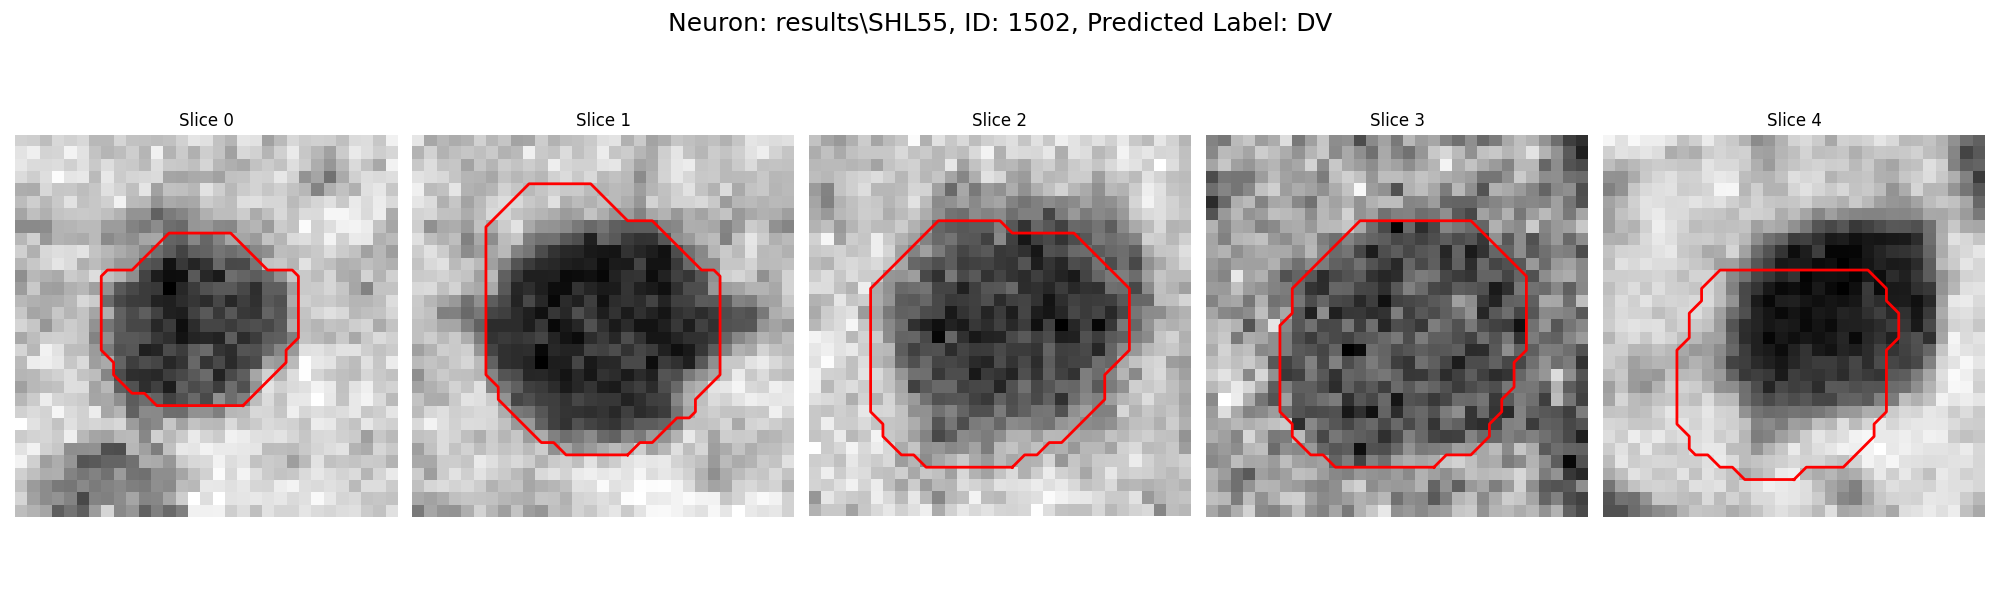 Neuron: results\SHL55, ID: 1502, Predicted Label: DV
Slice 0
Slice 1
Slice 2
Slice 3
Slice 4